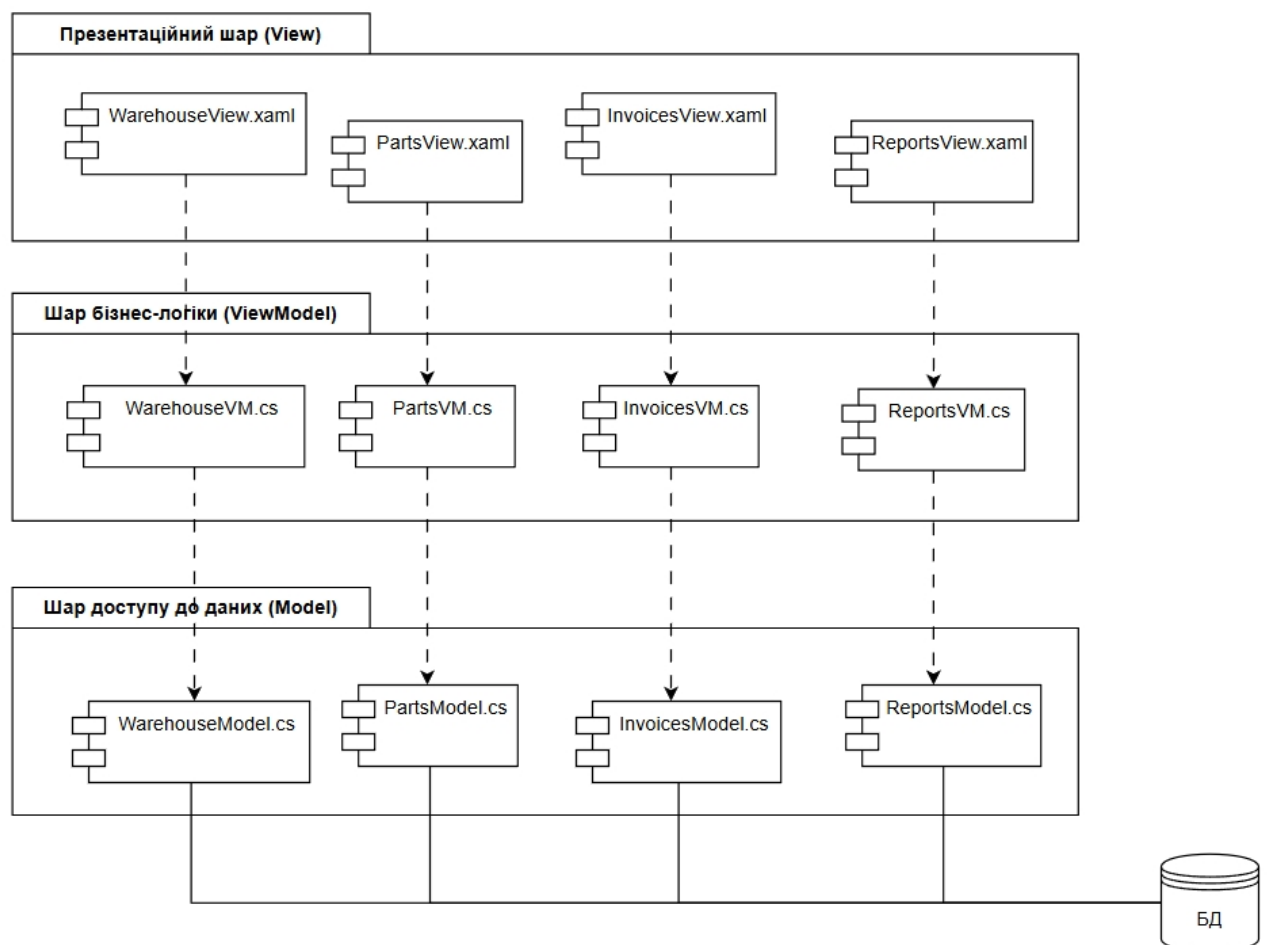 Презентаційний шар (View)
WarehouseView.xaml
PartsView.xaml
InvoicesView.xaml
ReportsView.xaml
Шар бізнес-логіки (ViewModel)
WarehouseVM.cs
PartsVM.cs
InvoicesVM.cs
ReportsVM.cs
Шар доступу до даних (Model)
WarehouseModel.cs
PartsModel.cs
InvoicesModel.cs
ReportsModel.cs
БД